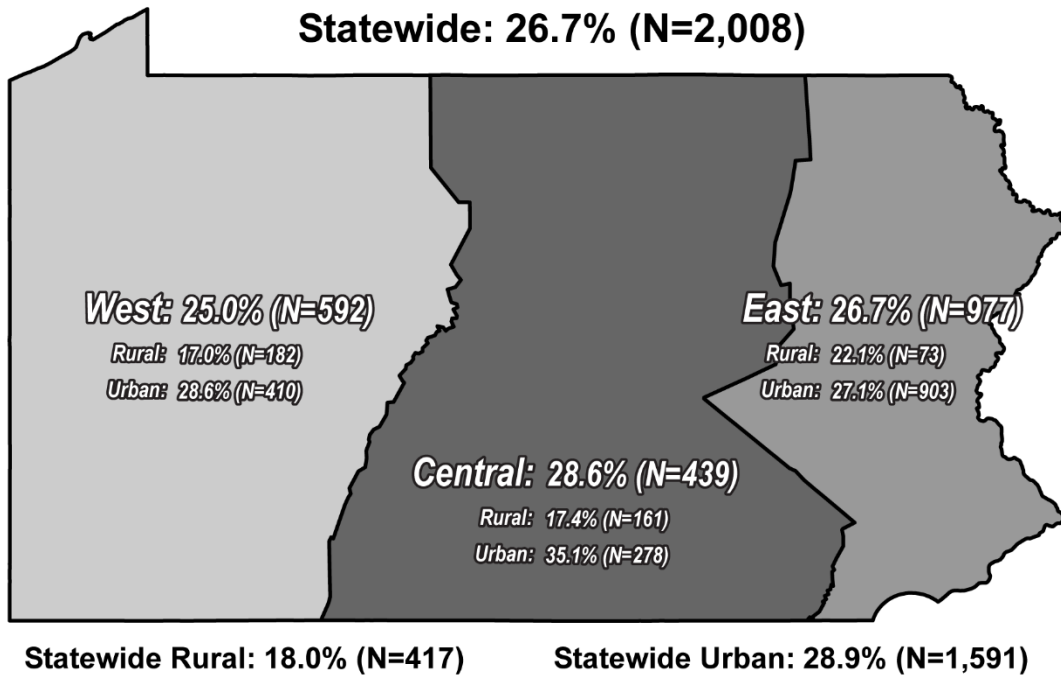 Statewide: 26.7% (N=2,008)
West: 25.0% (N=592)
Rural: 17.0% (N=182)
Urban: 28.6% (N=410)
East: 26.7% (N=977)
Rural: 22.1% (N=73)
Urban: 27.1% (N=903)
Central: 28.6% (N=439)
Rural: 17.4% (N=161)
Urban: 35.1% (N=278)
Statewide Rural: 18.0% (N=417)
Statewide Urban: 28.9% (N=1,591)